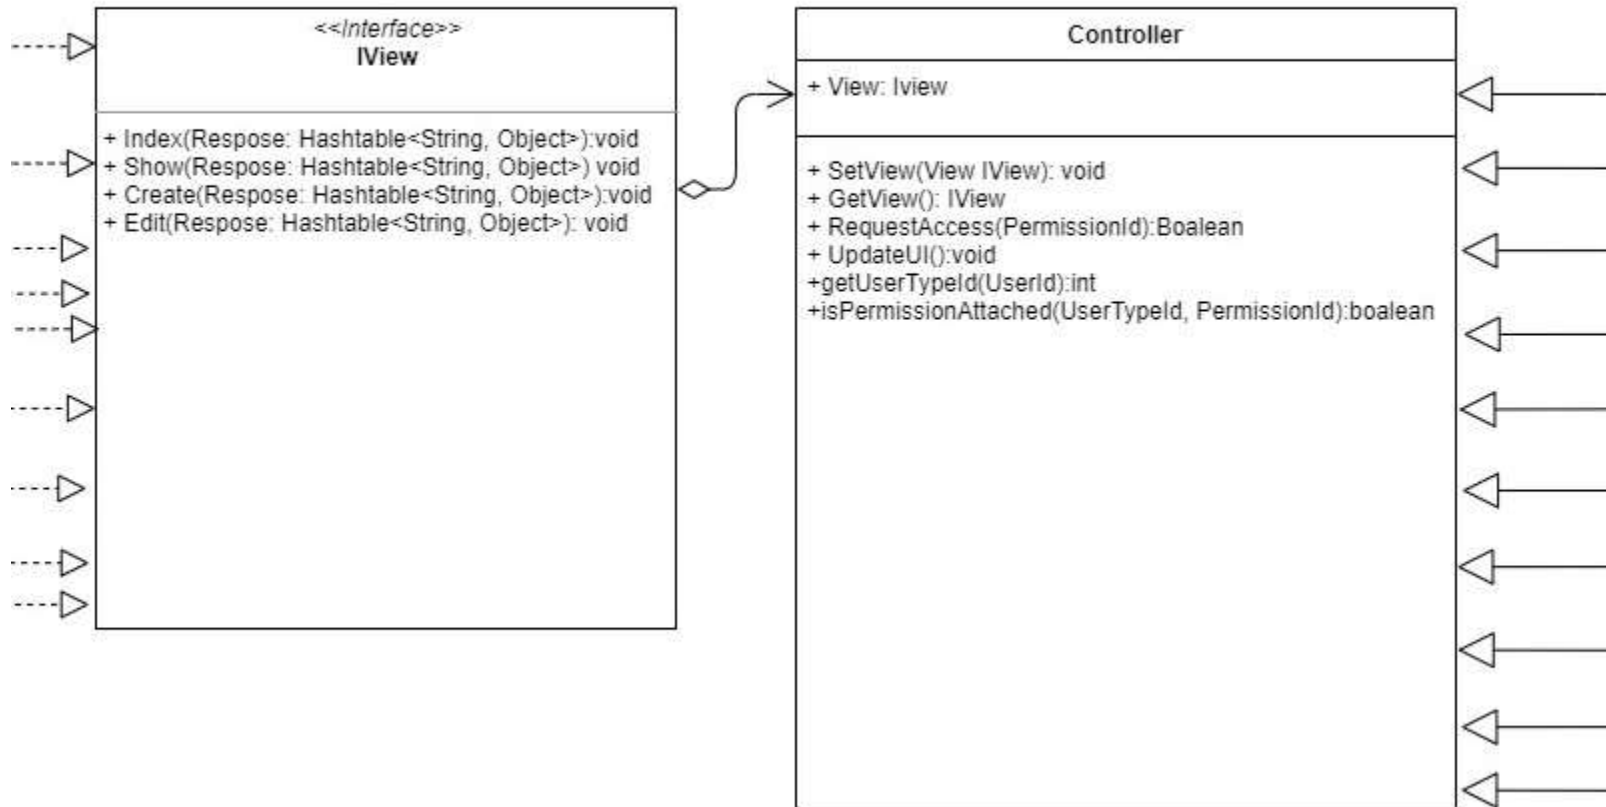 <<Interface>>
IView
+ Index(Respose: Hashtable<String, Object>):void
+ Show(Respose: Hashtable<String, Object>) void
+ Create(Respose: Hashtable<String, Object>):void
+ Edit(Respose: Hashtable<String, Object>): void
Controller
+ View: Iview
+ SetView(View IView): void
+ GetView(): IView
+ RequestAccess(PermissionId):Boalean
+ UpdateUI():void
+getUserTypeId(UserId):int
+isPermissionAttached(UserTypeId, PermissionId):boalean